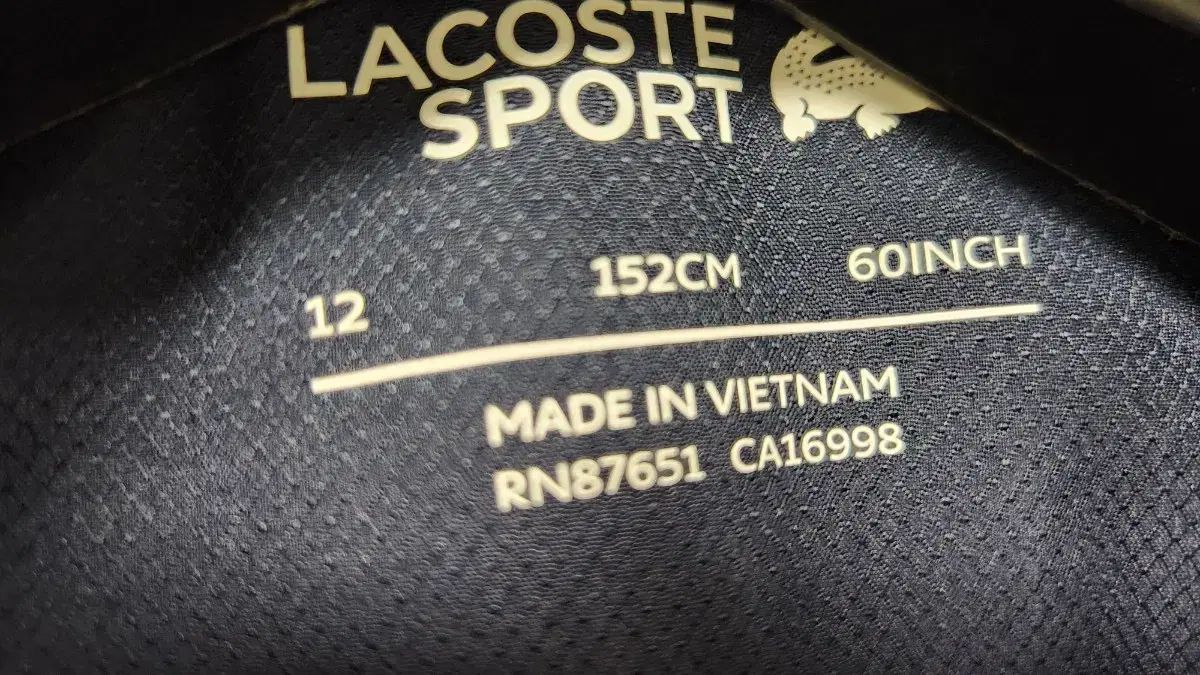 LACOSTE
SPORT
12 152CM 60INCH
MADE IN VIETNAM
RN87651 CA16998